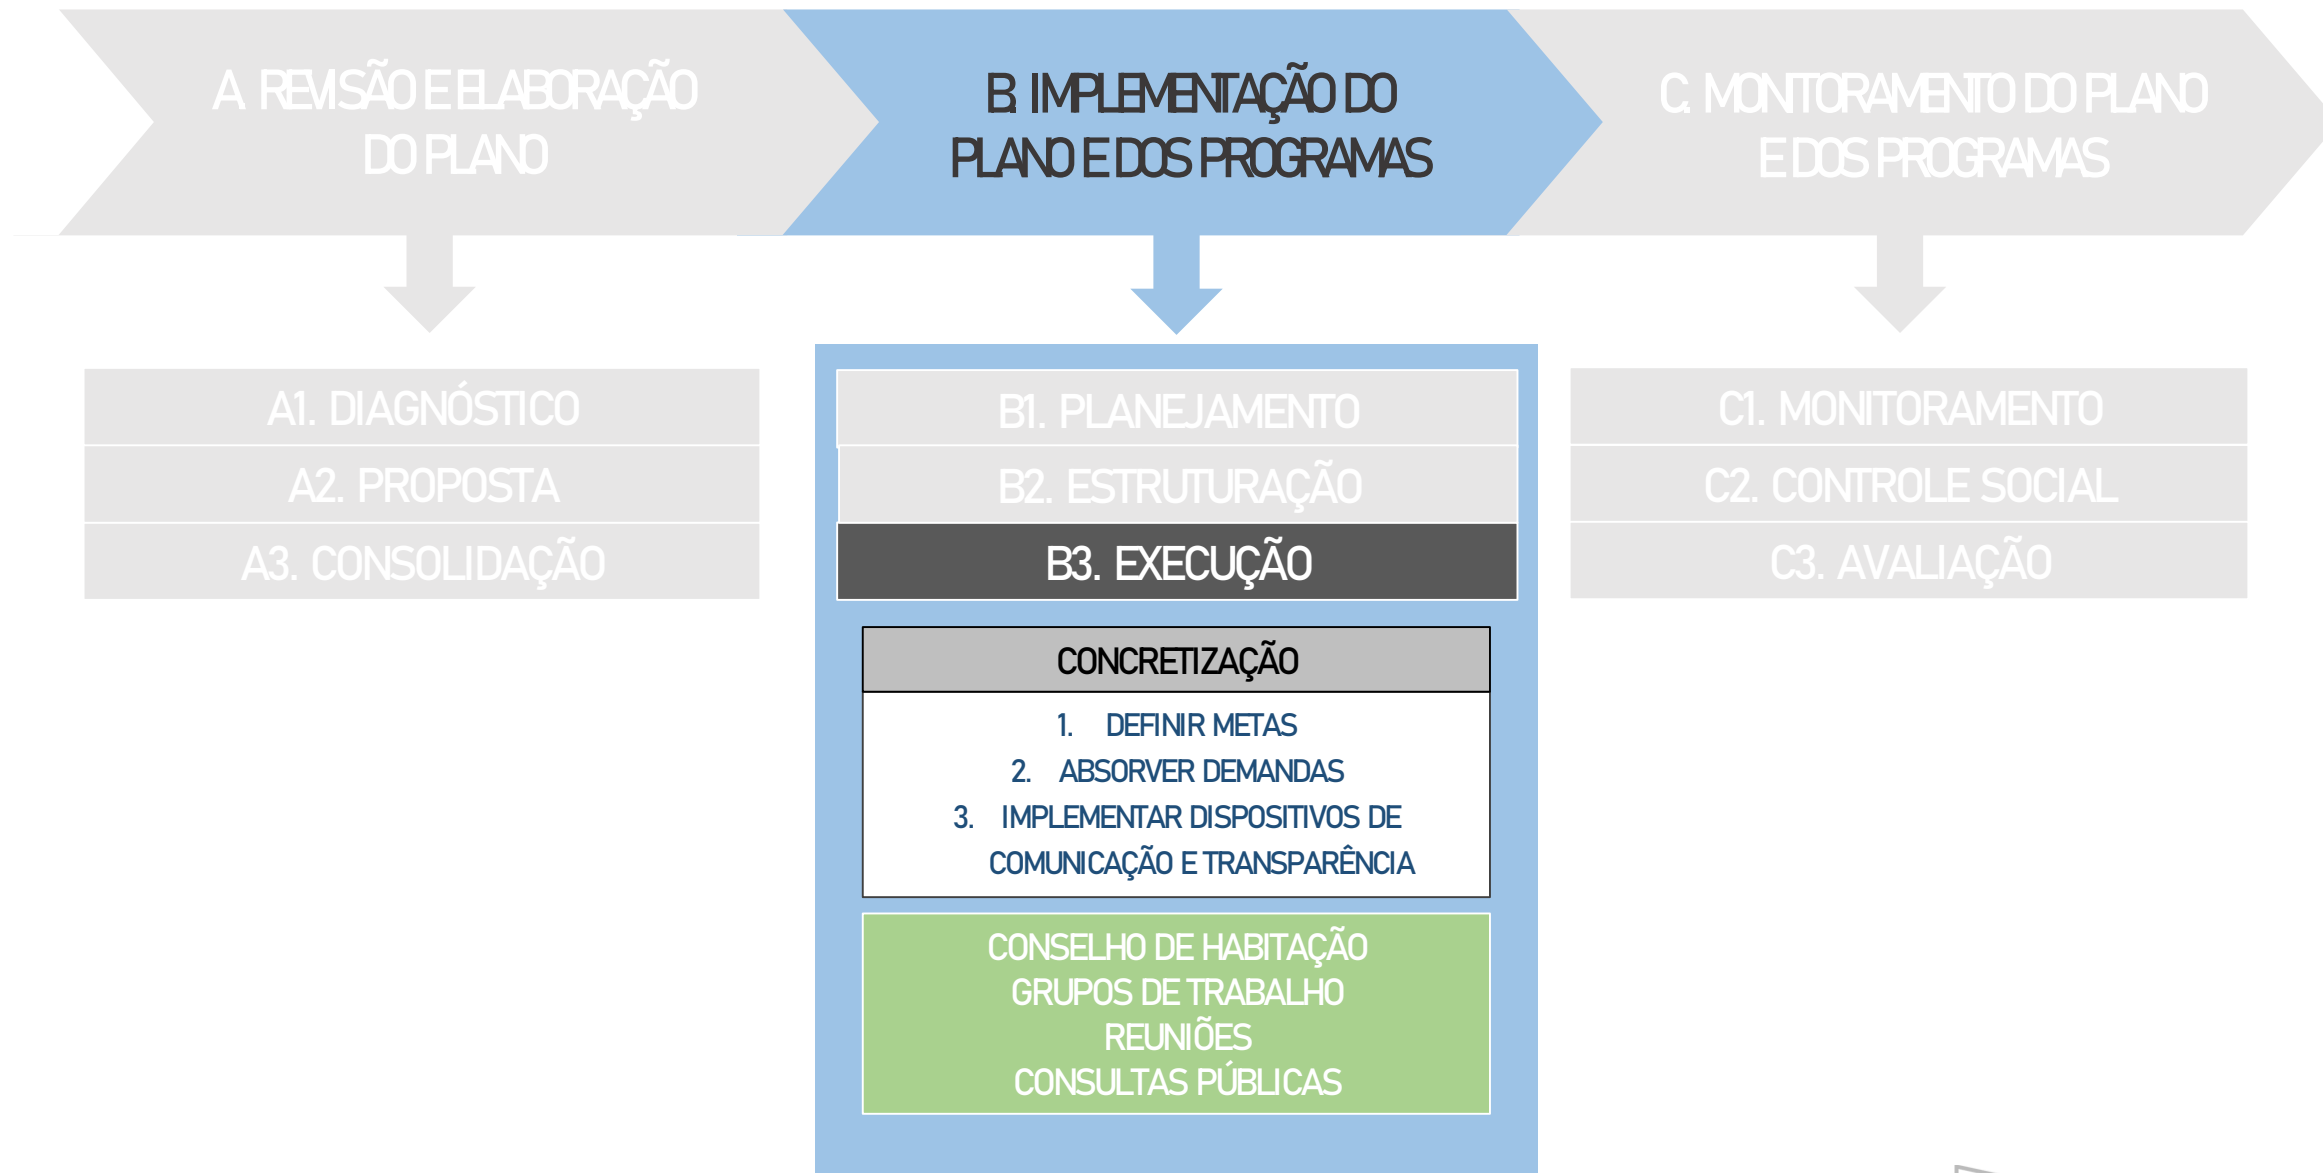 A. REVISÃO E ELABORAÇÃO
DO PLANO
B. IMPLEMENTAÇÃO DO
PLANO E DOS PROGRAMAS
C. MONITORAMENTO DO PLANO
E DOS PROGRAMAS
A1. DIAGNÓSTICO
A2. PROPOSTA
A3. CONSOLIDAÇÃO
B1. PLANEJAMENTO
B2. ESTRUTURAÇÃO
B3. EXECUÇÃO
CONCRETIZAÇÃO
1. DEFINIR METAS
2. ABSORVER DEMANDAS
3. IMPLEMENTAR DISPOSITIVOS DE
COMUNICAÇÃO E TRANSPARÊNCIA
CONSELHO DE HABITAÇÃO
GRUPOS DE TRABALHO
REUNIÕES
CONSULTAS PÚBLICAS
C1. MONITORAMENTO
C2. CONTROLE SOCIAL
C3. AVALIAÇÃO